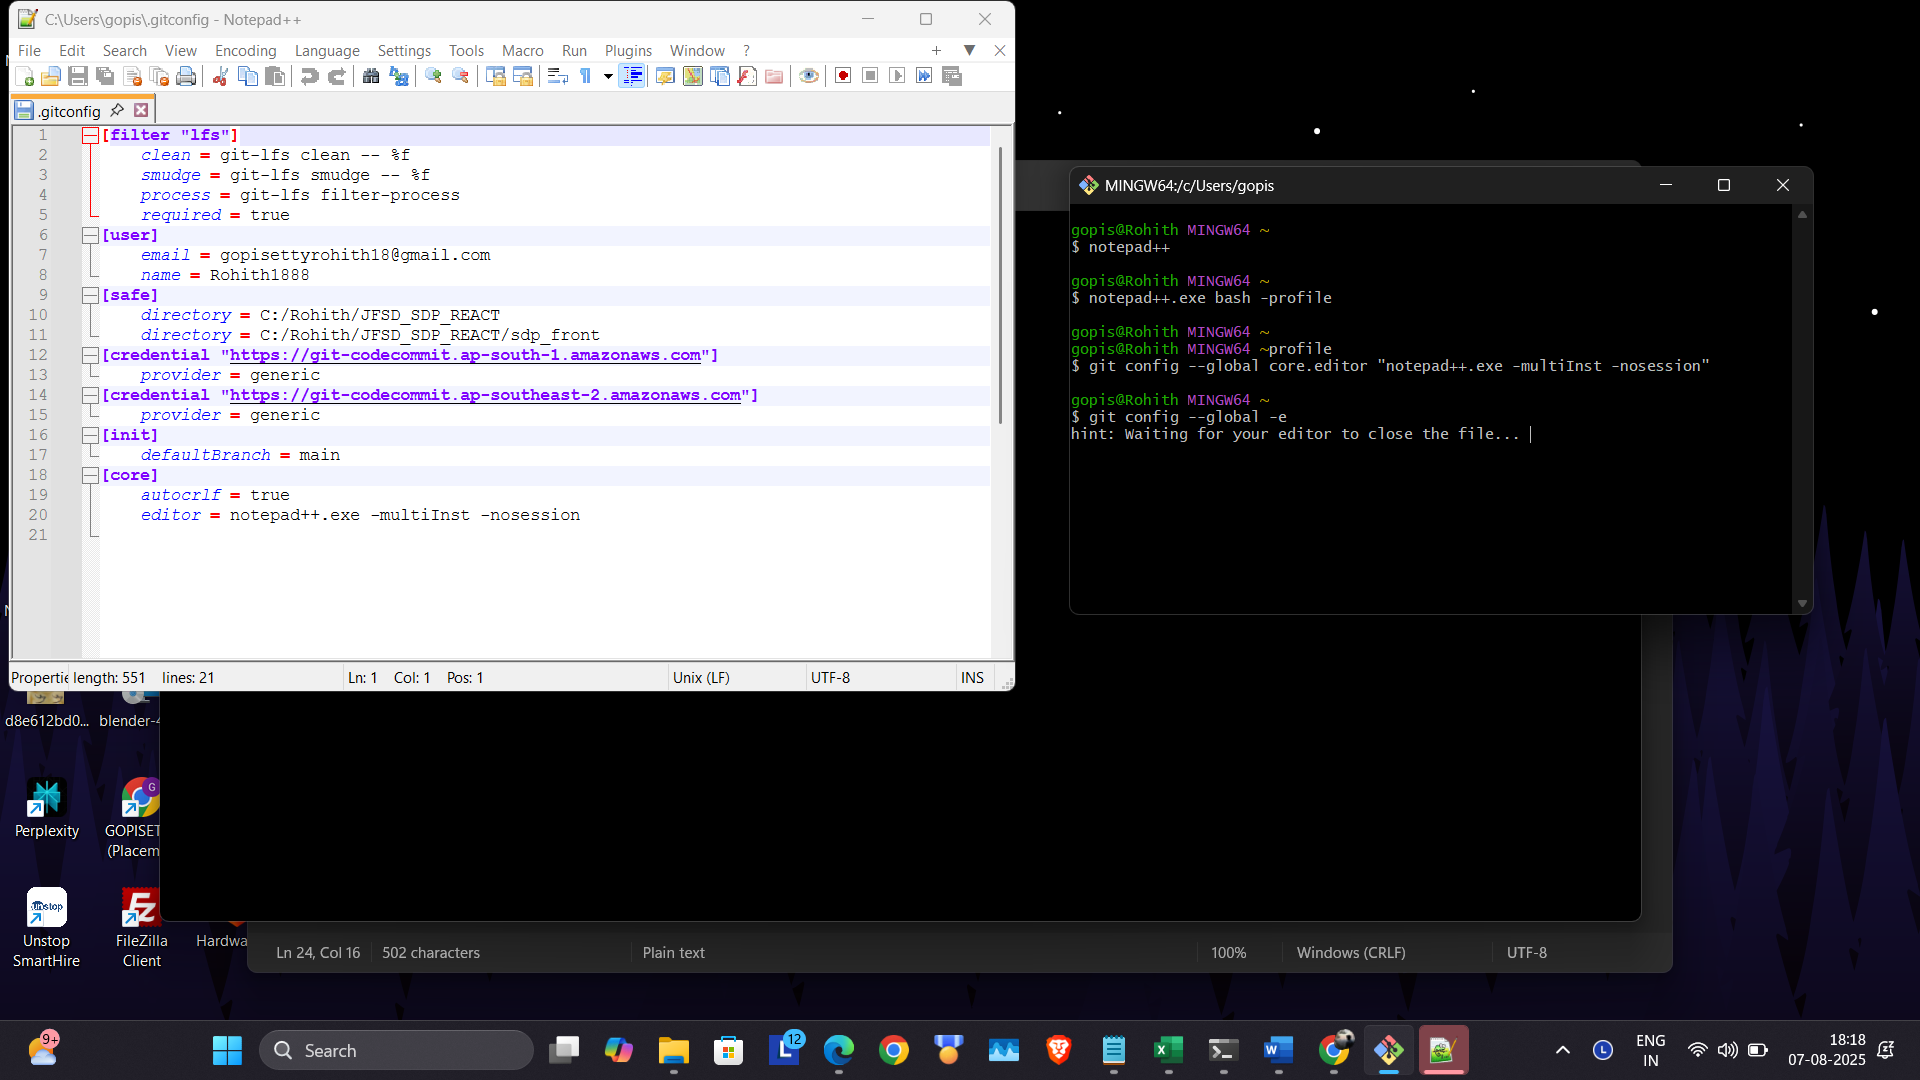 C:\Users\gopis\.gitconfig - Notepad++
File Edit Search View Encoding Language Settings Tools Macro Run Plugins Window ?
.gitconfig
1 [filter "lfs"]
2 clean = git-lfs clean -- %f
3 smudge = git-lfs smudge -- %f
4 process = git-lfs filter-process
5 required = true
6 [user]
7 email = gopisettyrohith18@gmail.com
8 name = Rohith1888
9 [safe]
10 directory = C:/Rohith/JFSD_SDP_REACT
11 directory = C:/Rohith/JFSD_SDP_REACT/sdp_front
12 [credential "https://git-codecommit.ap-south-1.amazonaws.com"]
13 provider = generic
14 [credential "https://git-codecommit.ap-southeast-2.amazonaws.com"]
15 provider = generic
16 [init]
17 defaultBranch = main
18 [core]
19 autocrlf = true
20 editor = notepad++.exe -multiInst -nosession
21
Propertie length: 551 lines: 21 Ln: 1 Col: 1 Pos: 1 Unix (LF) UTF-8 INS
MINGW64:/c/Users/gopis
gopis@Rohith MINGW64 ~
$ notepad++
gopis@Rohith MINGW64 ~
$ notepad++.exe bash -profile
gopis@Rohith MINGW64 ~
gopis@Rohith MINGW64 ~profile
$ git config --global core.editor "notepad++.exe -multiInst -nosession"
gopis@Rohith MINGW64 ~
$ git config --global -e
hint: Waiting for your editor to close the file...
d8e612bd0... blender-4
Perplexity
GOPISET
(Placem
Unstop
SmartHire
FileZilla
Client
Hardwa
Ln 24, Col 16 502 characters Plain text 100% Windows (CRLF) UTF-8
9+
Search
12
ENG
IN
18:18
07-08-2025